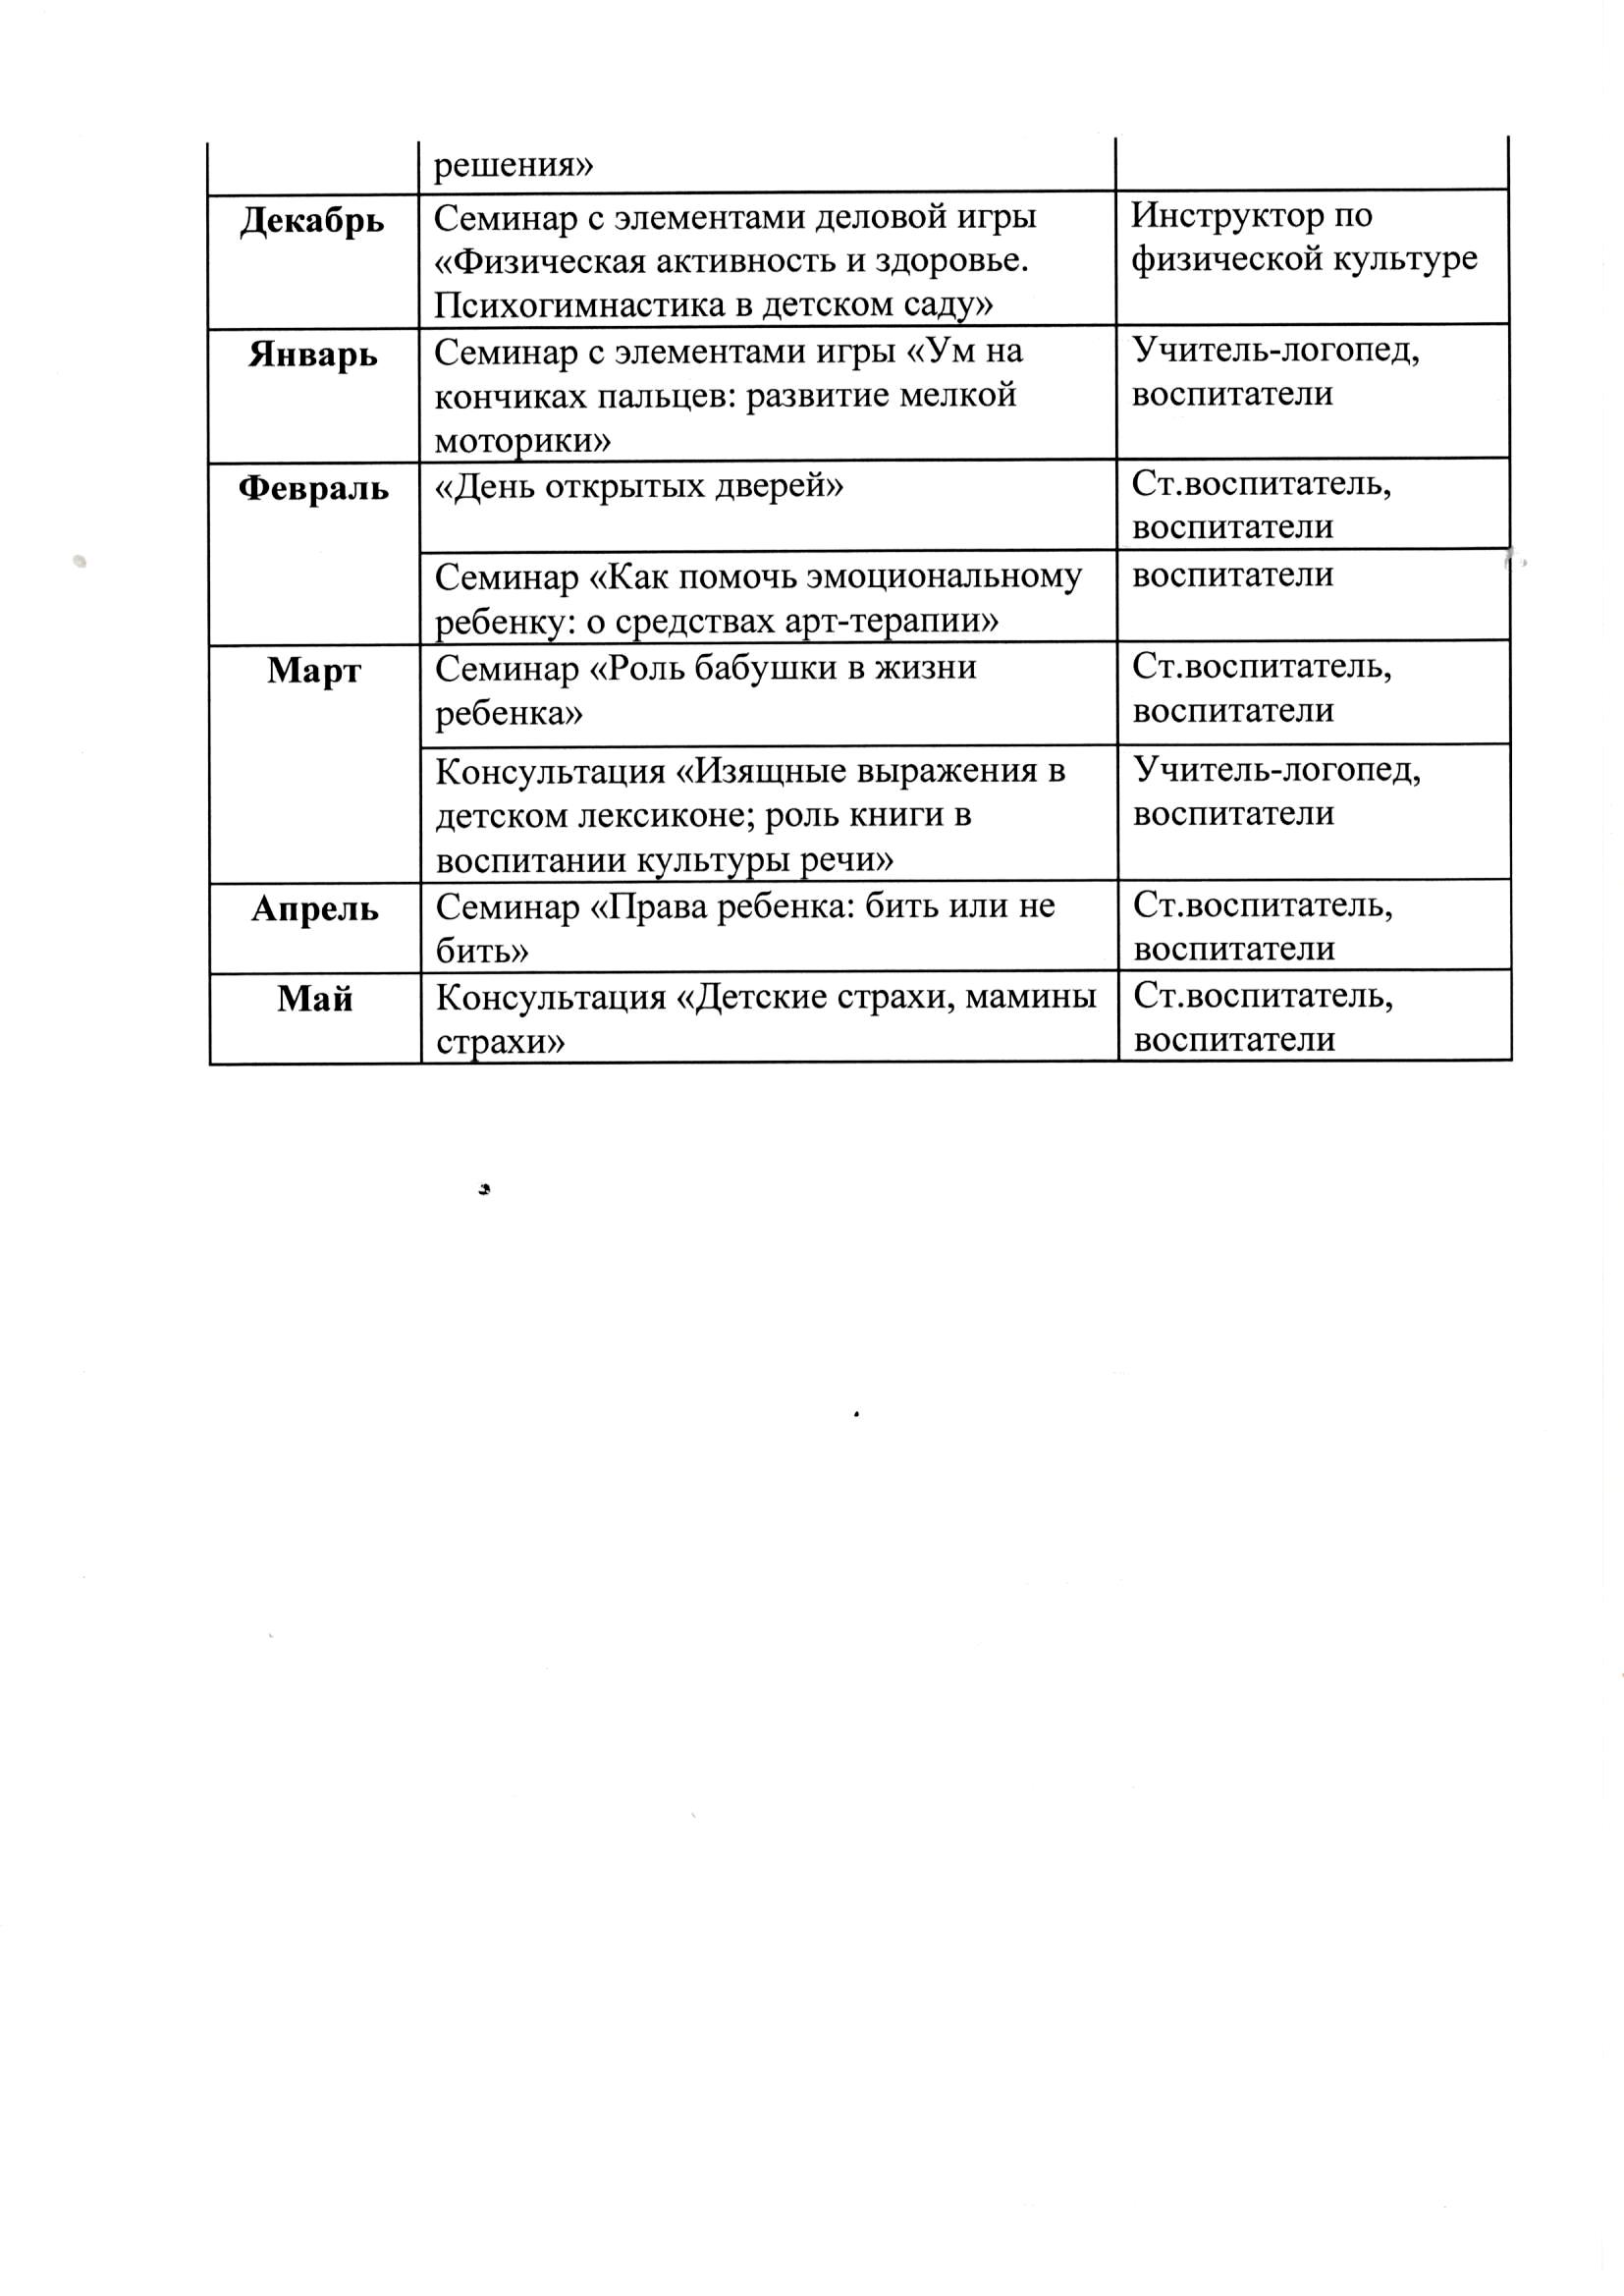 решения»
Декабрь
Семинар с элементами деловой игры
«Физическая активность и здоровье.
Психогимнастика в детском саду»
Инструктор по
физической культуре
Январь
Семинар с элементами игры «Ум на
кончиках пальцев: развитие мелкой
моторики»
Учитель-логопед,
воспитатели
Февраль
«День открытых дверей»
Ст.воспитатель,
воспитатели
Семинар «Как помочь эмоциональному
ребенку: о средствах арт-терапии»
воспитатели
Март
Семинар «Роль бабушки в жизни
ребенка»
Ст.воспитатель,
воспитатели
Консультация «Изящные выражения в
детском лексиконе; роль книги в
воспитании культуры речи»
Учитель-логопед,
воспитатели
Апрель
Семинар «Права ребенка: бить или не
бить»
Ст.воспитатель,
воспитатели
Май
Консультация «Детские страхи, мамины
страхи»
Ст.воспитатель,
воспитатели